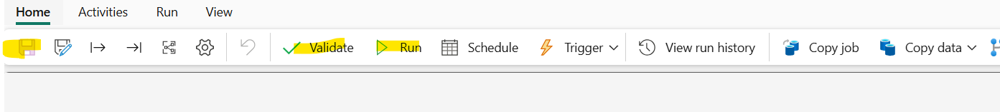 Home Activities Run View
Validate Run Schedule Trigger View run history Copy job Copy data